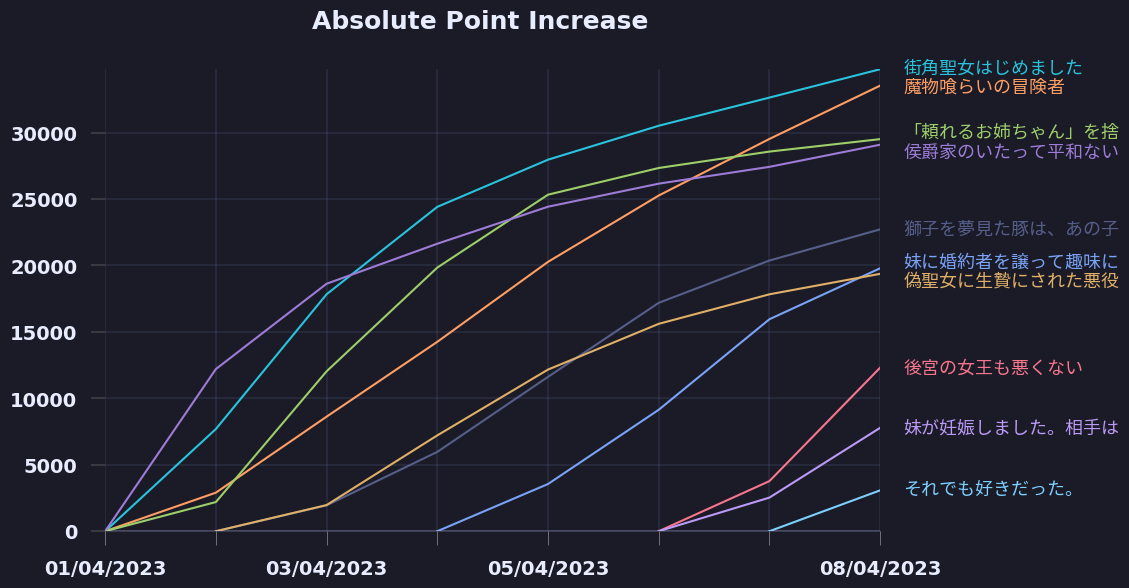 Absolute Point Increase
街角聖女はじめました
魔物喰らいの冒険者
「頼れるお姉ちゃん」を捨
侯爵家のいたって平和ない
獅子を夢見た豚は、あの子
妹に婚約者を譲って趣味に
偽聖女に生贄にされた悪役
後宮の女王も悪くない
妹が妊娠しました。相手は
それでも好きだった。
30000
25000
20000
15000
10000
5000
0
01/04/2023
03/04/2023
05/04/2023
08/04/2023